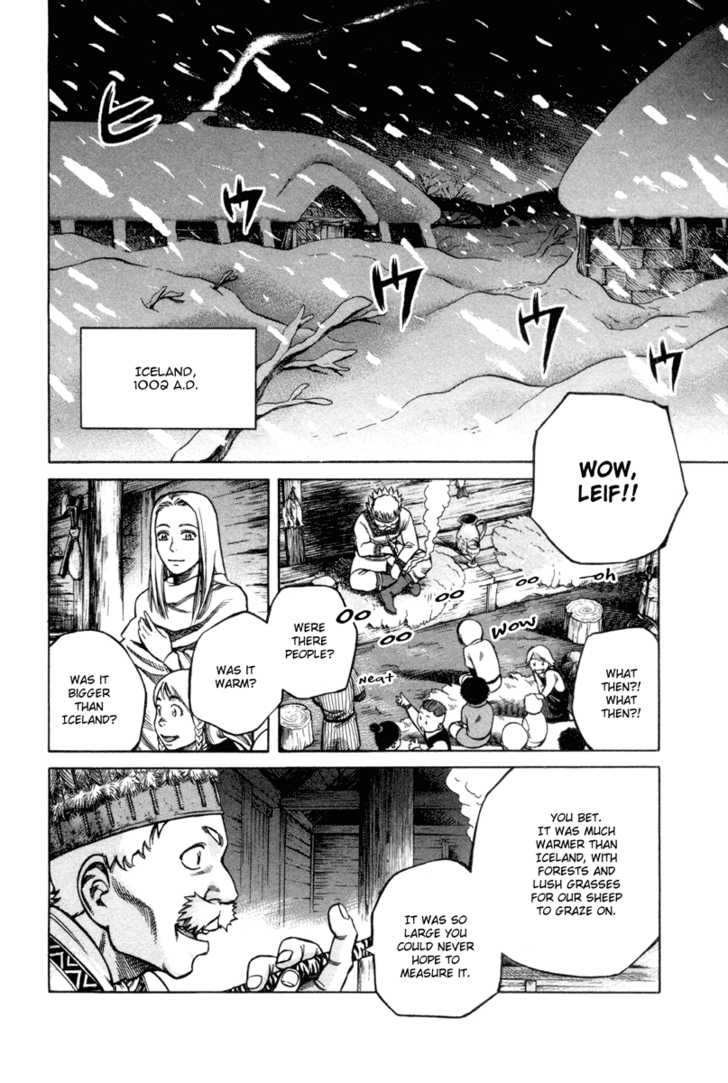 ヒ
ウ
ウ
ウ
ウ
ICELAND,
1002 A.D.
WOW,
LEIF!!
oh
oo
oo
oo
oo
WOW
WHAT
THEN?!
WHAT
THEN?!
WERE
THERE
PEOPLE?
neat
WAS IT
WARM?
WAS IT
BIGGER
THAN
ICELAND?
YOU BET.
IT WAS MUCH
WARMER THAN
ICELAND, WITH
FORESTS AND
LUSH GRASSES
FOR OUR SHEEP
TO GRAZE ON.
IT WAS SO
LARGE YOU
COULD NEVER
HOPE TO
MEASURE IT.